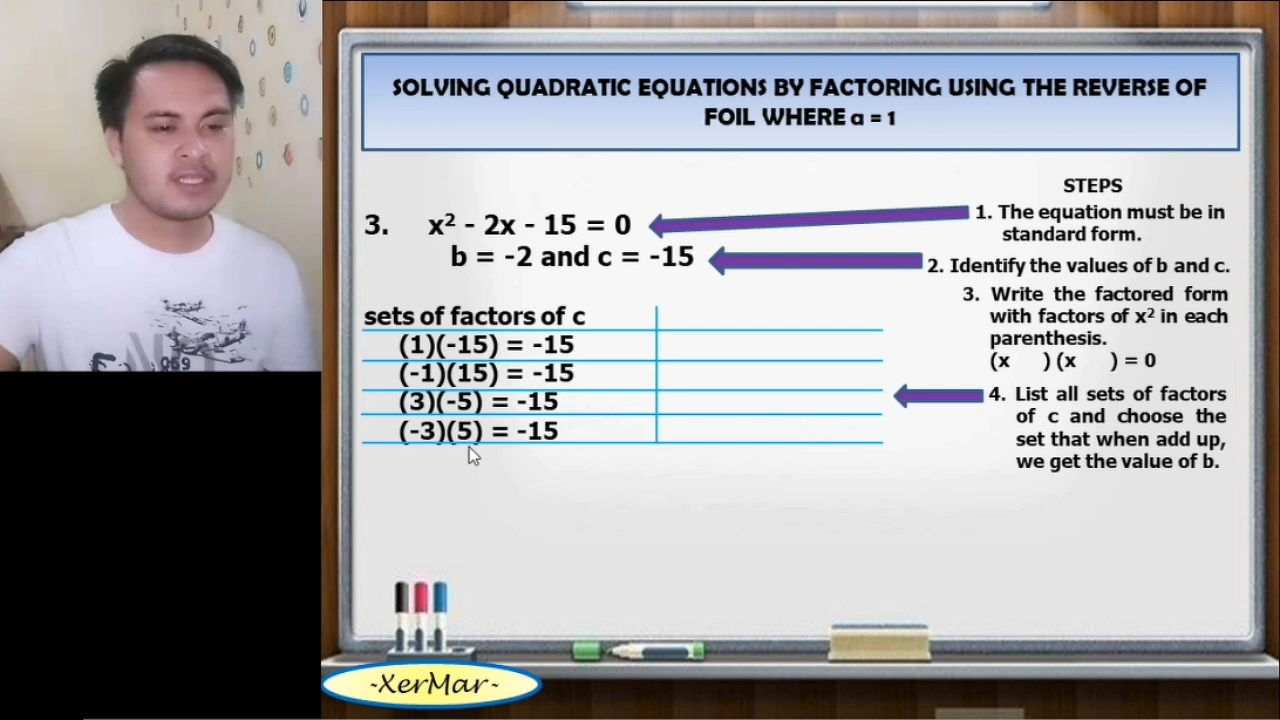 SOLVING QUADRATIC EQUATIONS BY FACTORING USING THE REVERSE OF
FOIL WHERE a = 1
3. x² - 2x - 15 = 0
b = -2 and c = -15
sets of factors of c
(1)(-15) = -15
(-1)(15) = -15
(3)(-5) = -15
(-3)(5) = -15
STEPS
1. The equation must be in
standard form.
2. Identify the values of b and c.
3. Write the factored form
with factors of x² in each
parenthesis.
(x ) (x ) = 0
4. List all sets of factors
of c and choose the
set that when add up,
we get the value of b.
069
-XerMar-